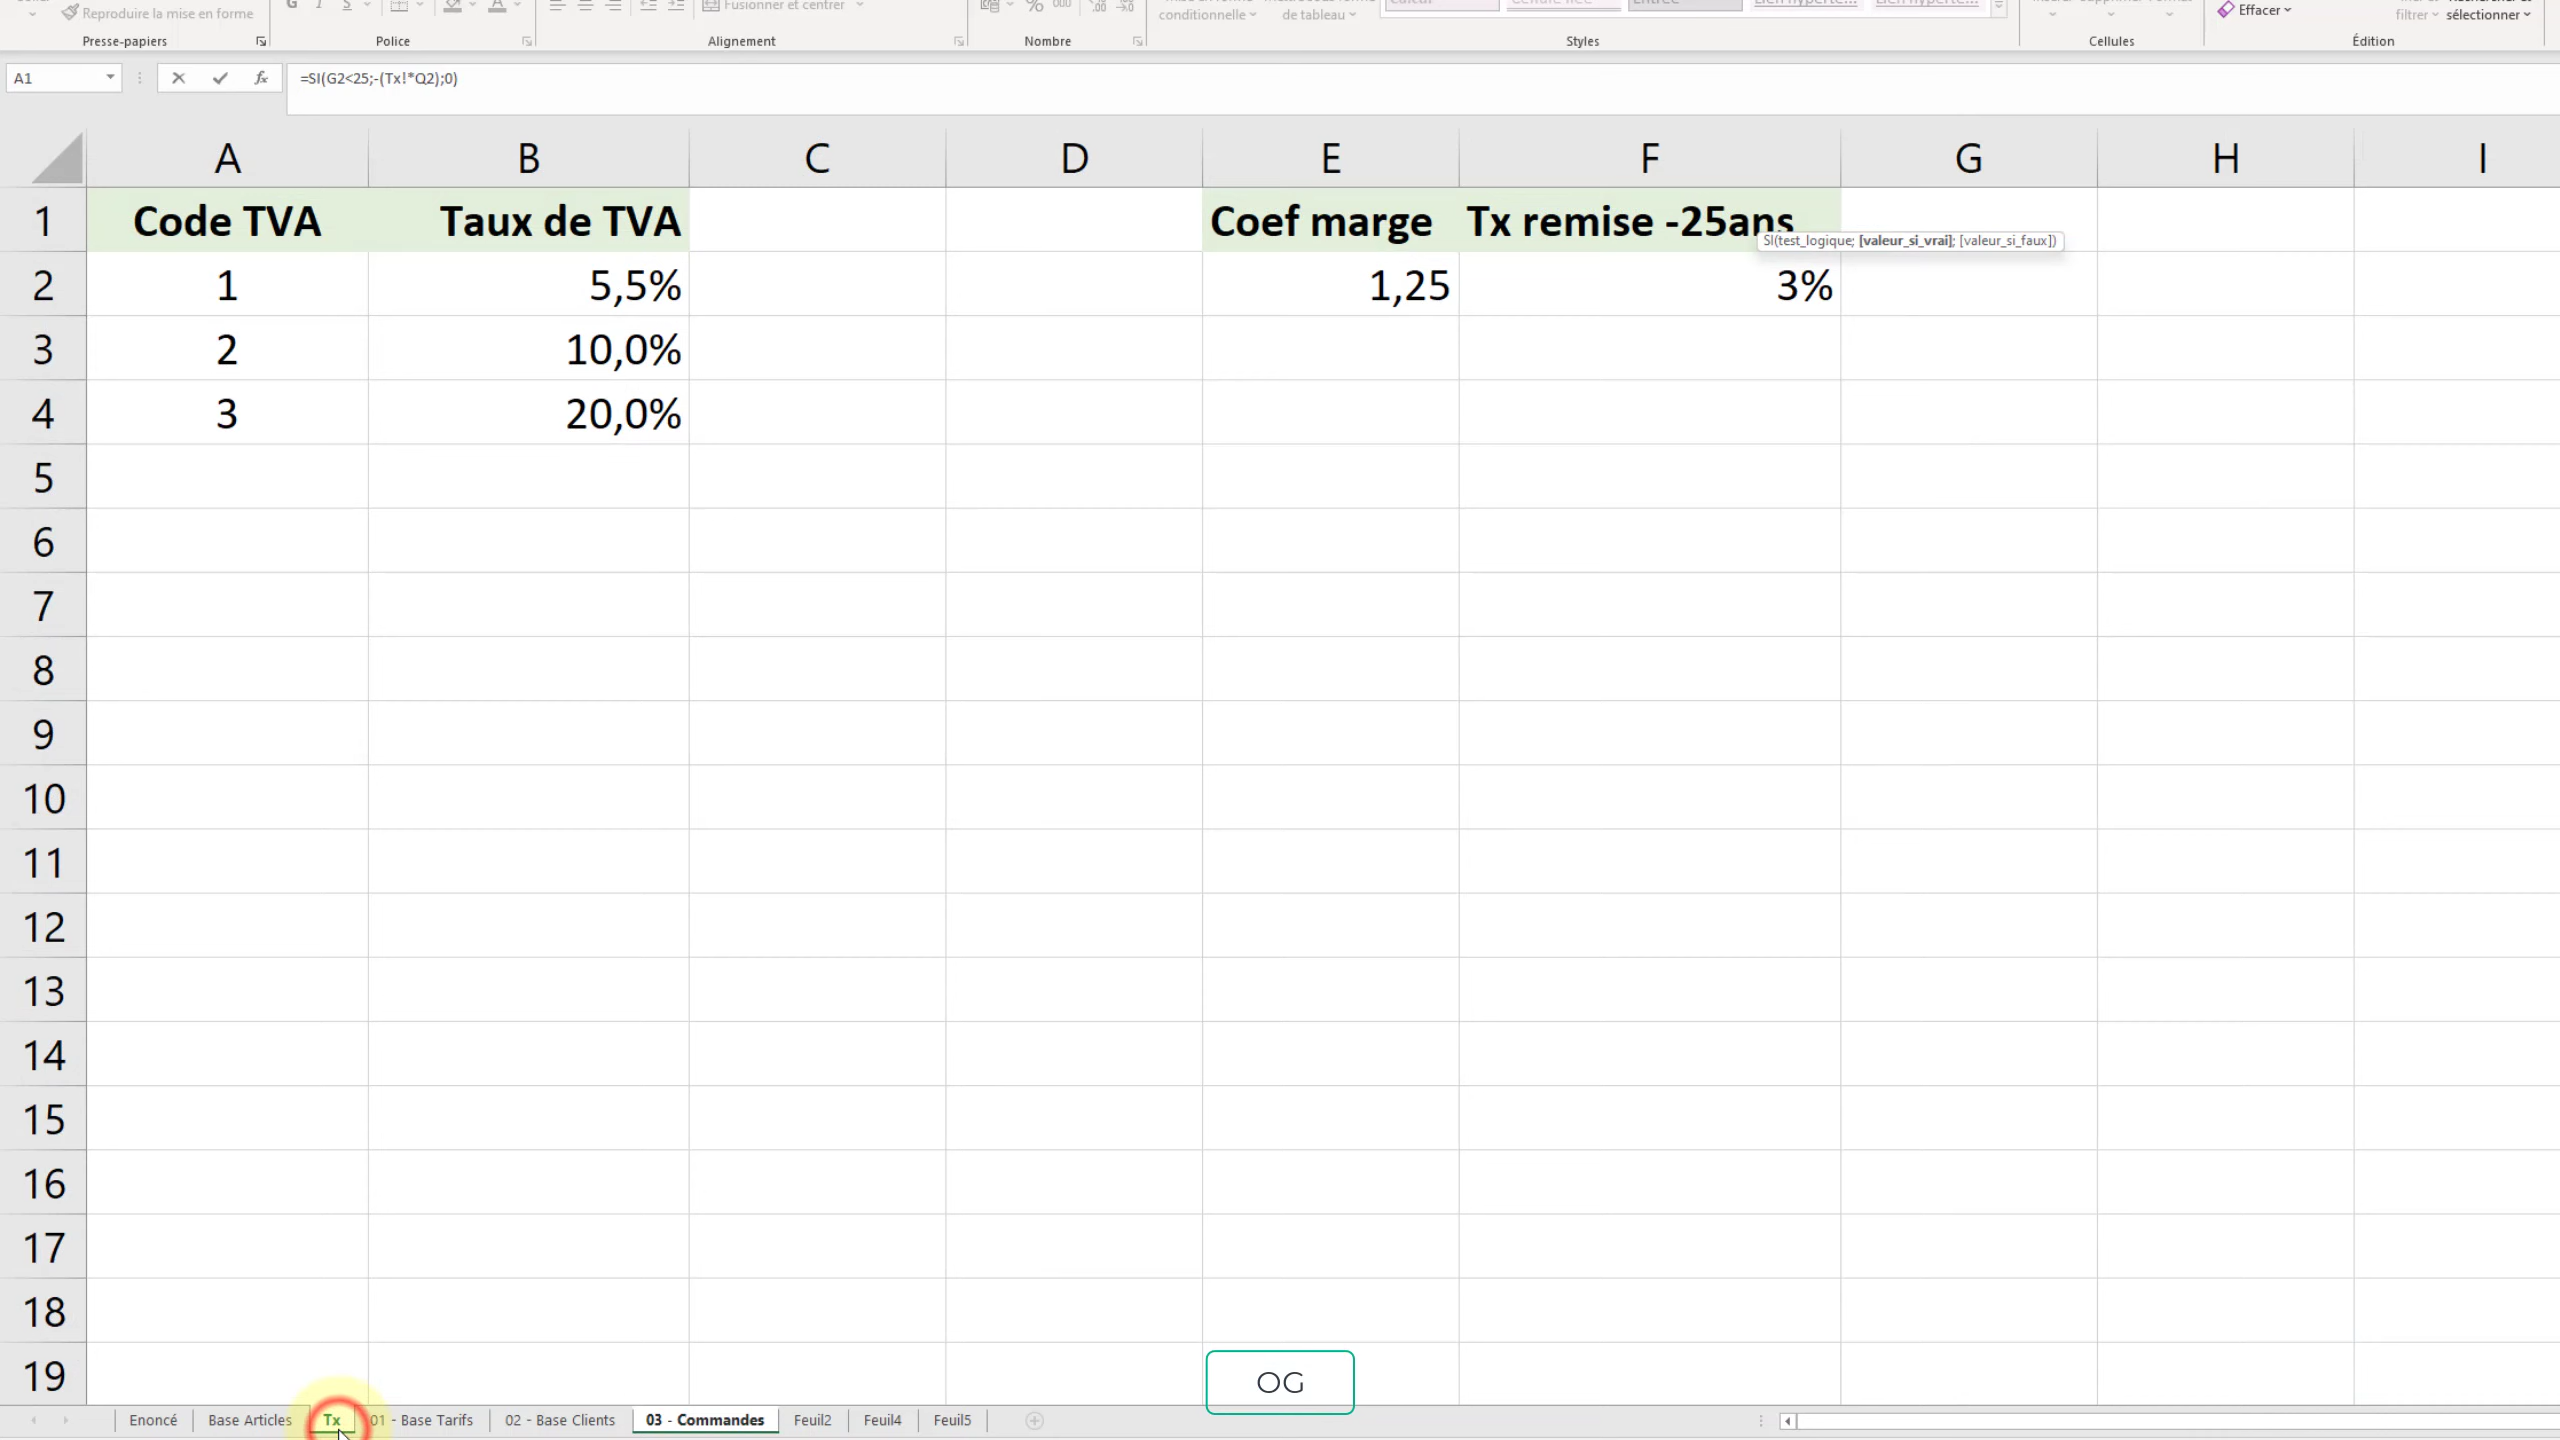 Reproduire la mise en forme
G I S
Fusionner et centrer
% 000
conditionnelle de tableau
Effacer
filtrer sélectionner
Presse-papiers Police Alignement Nombre Styles Cellules Édition
A1 fx =SI(G2<25;-(Tx!*Q2);0)
A B C D E F G H I
1 Code TVA Taux de TVA Coef marge Tx remise -25ans
SI(test_logique; [valeur_si_vrai]; [valeur_si_faux])
2 1 5,5% 1,25 3%
3 2 10,0%
4 3 20,0%
5
6
7
8
9
10
11
12
13
14
15
16
17
18
19
OG
Enoncé Base Articles Tx 01 - Base Tarifs 02 - Base Clients 03 - Commandes Feuil2 Feuil4 Feuil5